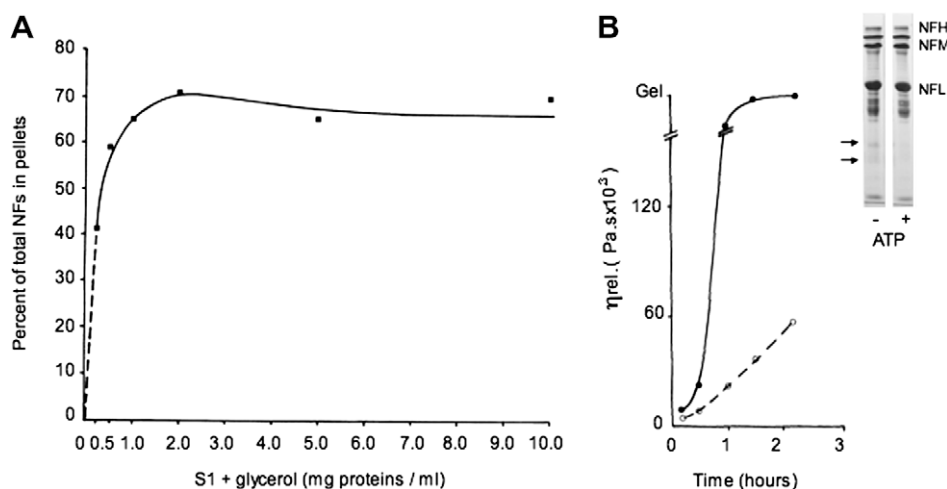 A
Percent of total NFs in pellets
80
70
60
50
40
30
20
10
0
0 0.5 1.0 2.0 3.0 4.0 5.0 6.0 7.0 8.0 9.0 10.0
S1 + glycerol (mg proteins / ml)
B
ηrel.( Pa.sx10⁻³)
Gel
120
60
0
0 1 2 3
Time (hours)
NFH
NFM
NFL
- +
ATP